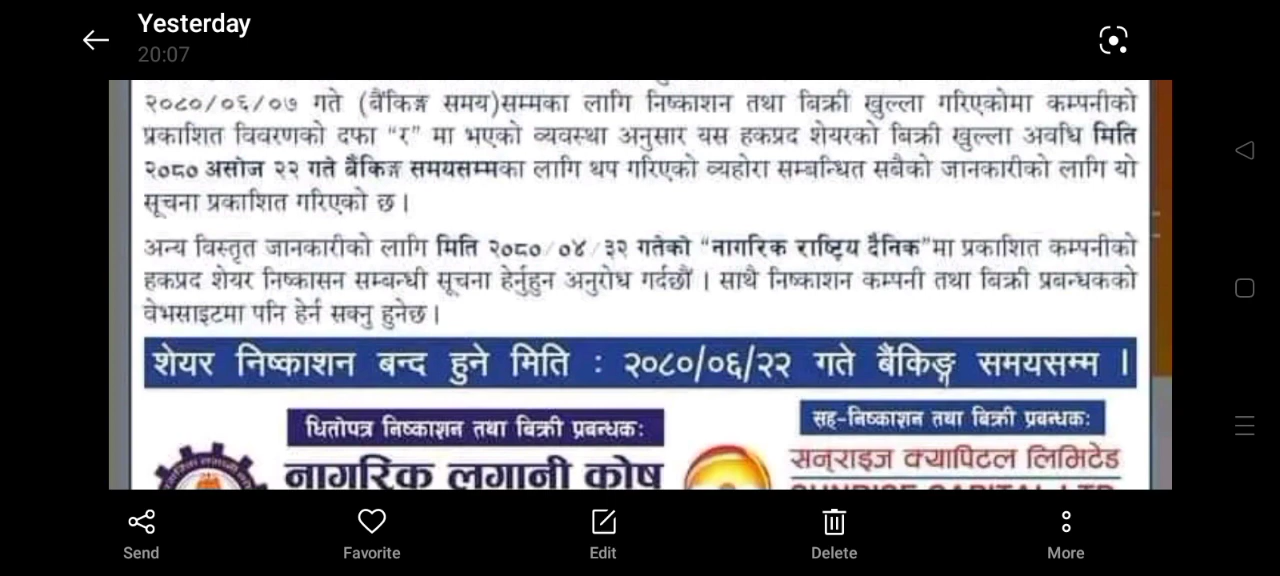 Yesterday
20:07
२०८०/०६/०७ गते (बैंकिङ्ग समय)सम्मका लागि निष्काशन तथा बिक्री खुल्ला गरिएकोमा कम्पनीको
प्रकाशित विवरणको दफा “र” मा भएको व्यवस्था अनुसार यस हकप्रद शेयरको बिक्री खुल्ला अवधि मिति
२०८० असोज २२ गते बैंकिङ्ग समयसम्मका लागि थप गरिएको व्यहोरा सम्बन्धित सबैको जानकारीको लागि यो
सूचना प्रकाशित गरिएको छ ।
अन्य विस्तृत जानकारीको लागि मिति २०८०/०४/३२ गतेको “नागरिक राष्ट्रिय दैनिक”मा प्रकाशित कम्पनीको
हकप्रद शेयर निष्कासन सम्बन्धी सूचना हेर्नुहुन अनुरोध गर्दछौं । साथै निष्काशन कम्पनी तथा बिक्री प्रबन्धकको
वेभसाइटमा पनि हेर्न सक्नु हुनेछ ।
शेयर निष्काशन बन्द हुने मिति : २०८०/०६/२२ गते बैंकिङ्ग समयसम्म ।
धितोपत्र निष्काशन तथा बिक्री प्रबन्धकः
नागरिक लगानी कोष
सह-निष्काशन तथा बिक्री प्रबन्धकः
सनराइज क्यापिटल लिमिटेड
SUNRISE CAPITAL LTD
Send
Favorite
Edit
Delete
More